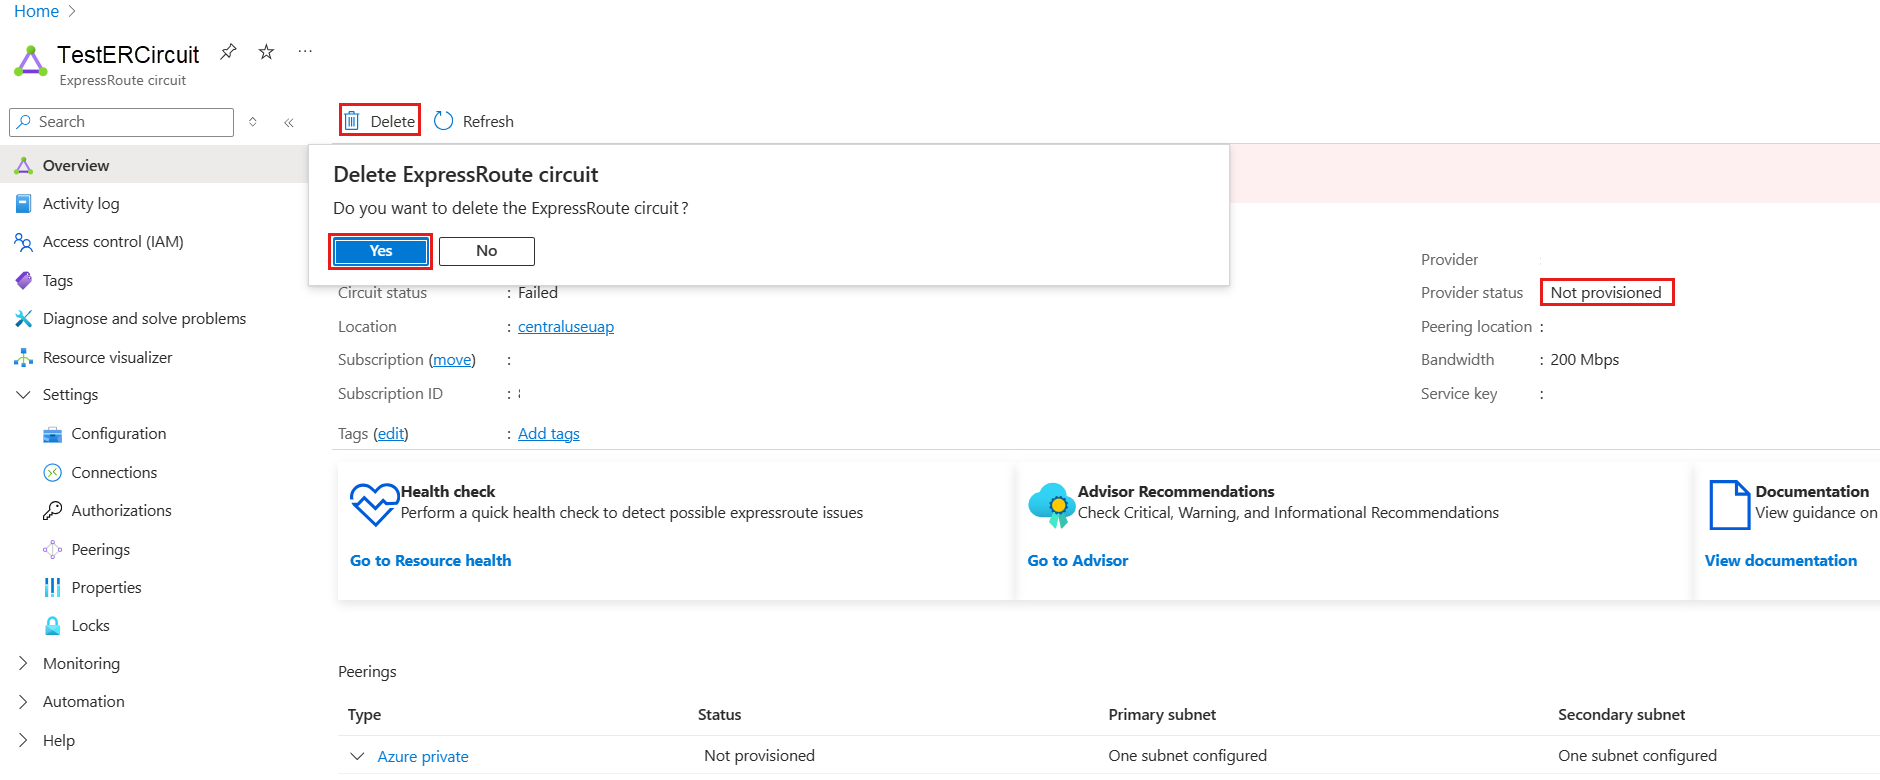 Home
TestERCircuit
ExpressRoute circuit
Search
Delete
Refresh
Overview
Activity log
Access control (IAM)
Tags
Diagnose and solve problems
Resource visualizer
Settings
Configuration
Connections
Authorizations
Peerings
Properties
Locks
Monitoring
Automation
Help
Delete ExpressRoute circuit
Do you want to delete the ExpressRoute circuit?
Yes
No
Circuit status : Failed
Location : centraluseuap
Subscription (move) :
Subscription ID :
Tags (edit) : Add tags
Provider
Provider status Not provisioned
Peering location :
Bandwidth : 200 Mbps
Service key :
Health check
Perform a quick health check to detect possible expressroute issues
Go to Resource health
Advisor Recommendations
Check Critical, Warning, and Informational Recommendations
Go to Advisor
Documentation
View guidance on
View documentation
Peerings
Type Status Primary subnet Secondary subnet
Azure private Not provisioned One subnet configured One subnet configured